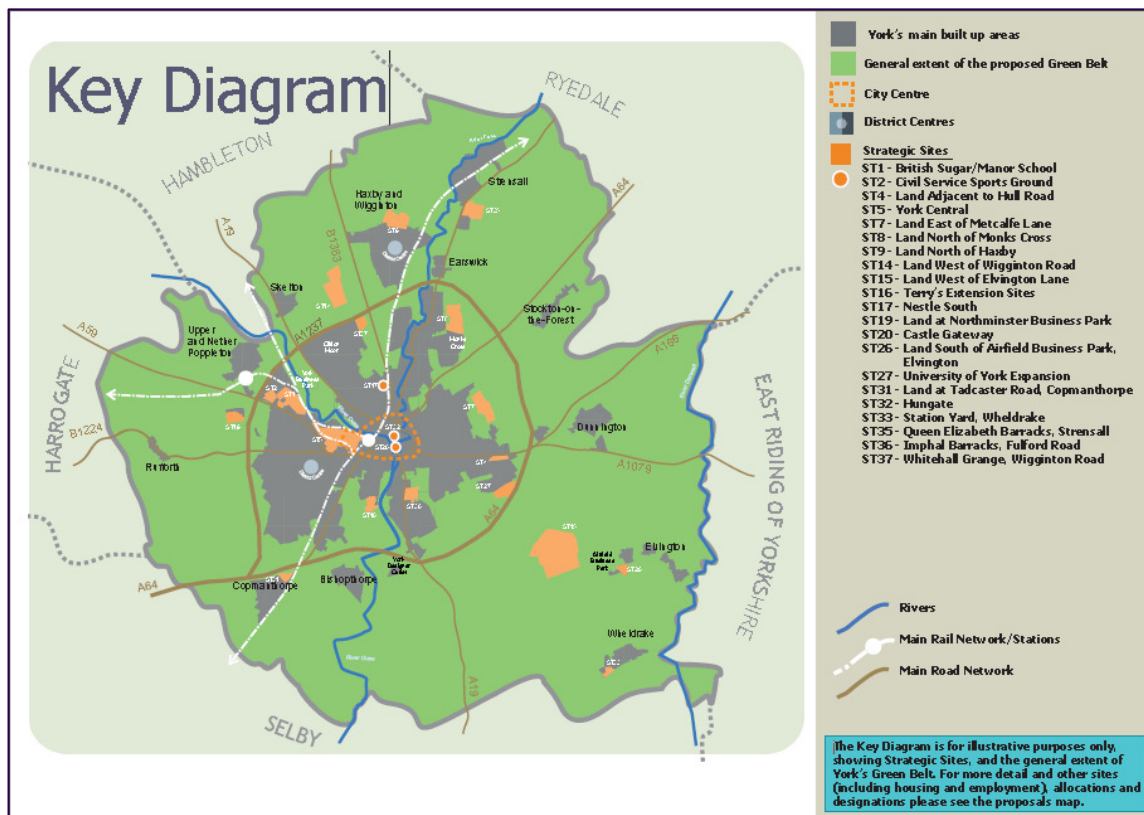 Key Diagram
RYEDALE
HAMBLETON
HARROGATE
SELBY
EAST RIDING OF YORKSHIRE
Strensall
Haxby and
Wigginton
Earswick
Skelton
Stockton-on
-the-Forest
Upper
and Nether
Poppleton
Dunnington
Rufforth
Elvington
Copmanthorpe
Bishopthorpe
Wheldrake
A19
B1363
A64
A59
A1237
A166
B1224
A1079
A64
A64
A19
York's main built up areas
General extent of the proposed Green Belt
City Centre
District Centres
Strategic Sites
ST1 - British Sugar/Manor School
ST2 - Civil Service Sports Ground
ST4 - Land Adjacent to Hull Road
ST5 - York Central
ST7 - Land East of Metcalfe Lane
ST8 - Land North of Monks Cross
ST9 - Land North of Haxby
ST14 - Land West of Wigginton Road
ST15 - Land West of Elvington Lane
ST16 - Terry's Extension Sites
ST17 - Nestle South
ST19 - Land at Northminster Business Park
ST20 - Castle Gateway
ST26 - Land South of Airfield Business Park,
Elvington
ST27 - University of York Expansion
ST31 - Land at Tadcaster Road, Copmanthorpe
ST32 - Hungate
ST33 - Station Yard, Wheldrake
ST35 - Queen Elizabeth Barracks, Strensall
ST36 - Imphal Barracks, Fulford Road
ST37 - Whitehall Grange, Wigginton Road
Rivers
Main Rail Network/Stations
Main Road Network
The Key Diagram is for illustrative purposes only,
showing Strategic Sites, and the general extent of
York's Green Belt. For more detail and other sites
(including housing and employment), allocations and
designations please see the proposals map.